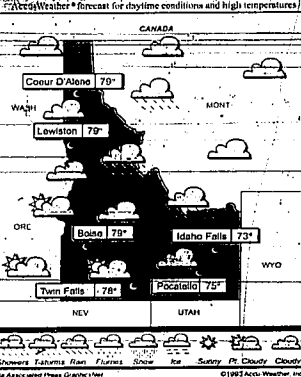 AccuWeather® forecast for daytime conditions and high temperatures
CANADA
Coeur D'Alene 79°
WASH
MONT
Lewiston 79°
ORE
Boise 79°
Idaho Falls 73°
WYO
Twin Falls 78°
Pocatello 75°
NEV
UTAH
Showers T-storms Rain Flurries Snow Ice Sunny Pt. Cloudy Cloudy
Associated Press GraphicsNet
©1993 Accu-Weather, Inc.